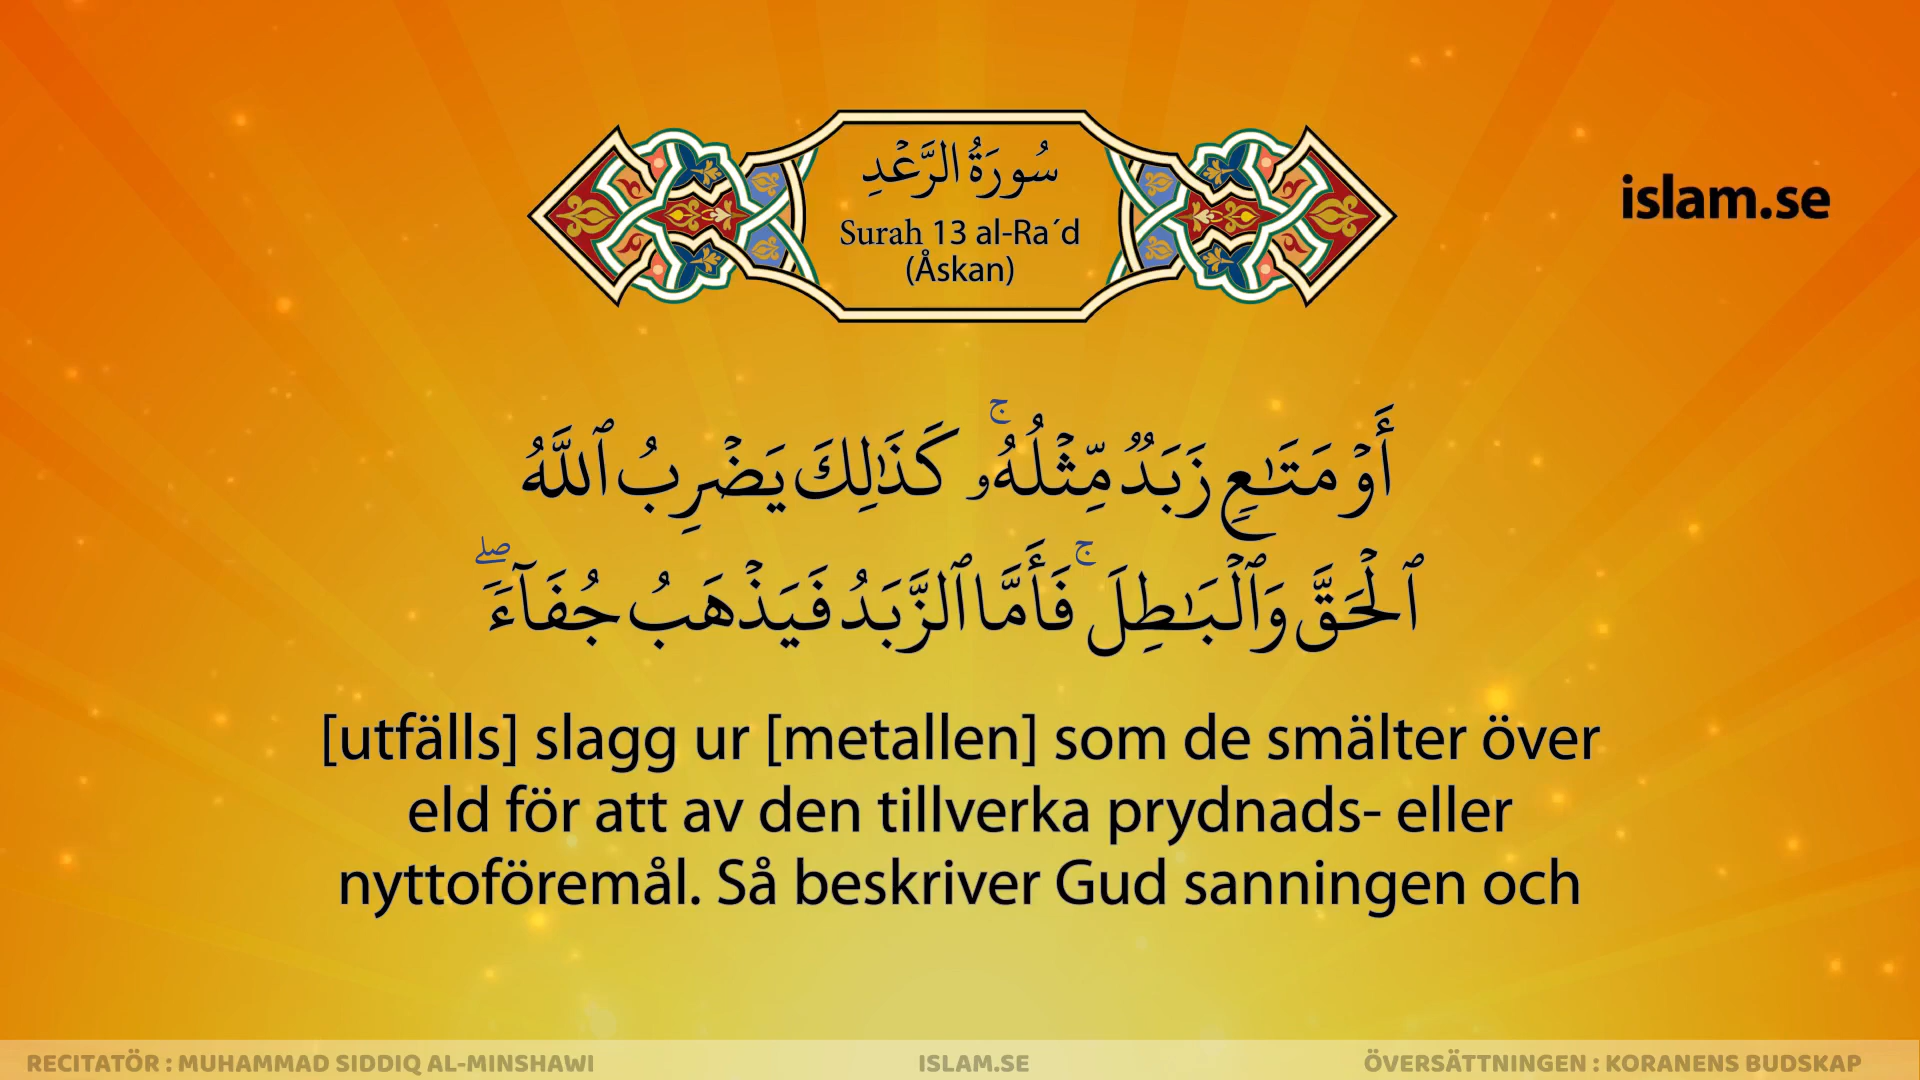 سُورَةُ الرَّعْدِ
Surah 13 al-Ra´d
(Åskan)
islam.se
أَوْ مَتَـٰعٍ زَبَدٌ مِّثْلُهُۥ ۚ كَذَٰلِكَ يَضْرِبُ ٱللَّهُ
ٱلْحَقَّ وَٱلْبَـٰطِلَ ۚ فَأَمَّا ٱلزَّبَدُ فَيَذْهَبُ جُفَآءً ۖ
[utfälls] slagg ur [metallen] som de smälter över
eld för att av den tillverka prydnads- eller
nyttoföremål. Så beskriver Gud sanningen och
RECITATÖR : MUHAMMAD SIDDIQ AL-MINSHAWI
ISLAM.SE
ÖVERSÄTTNINGEN : KORANENS BUDSKAP